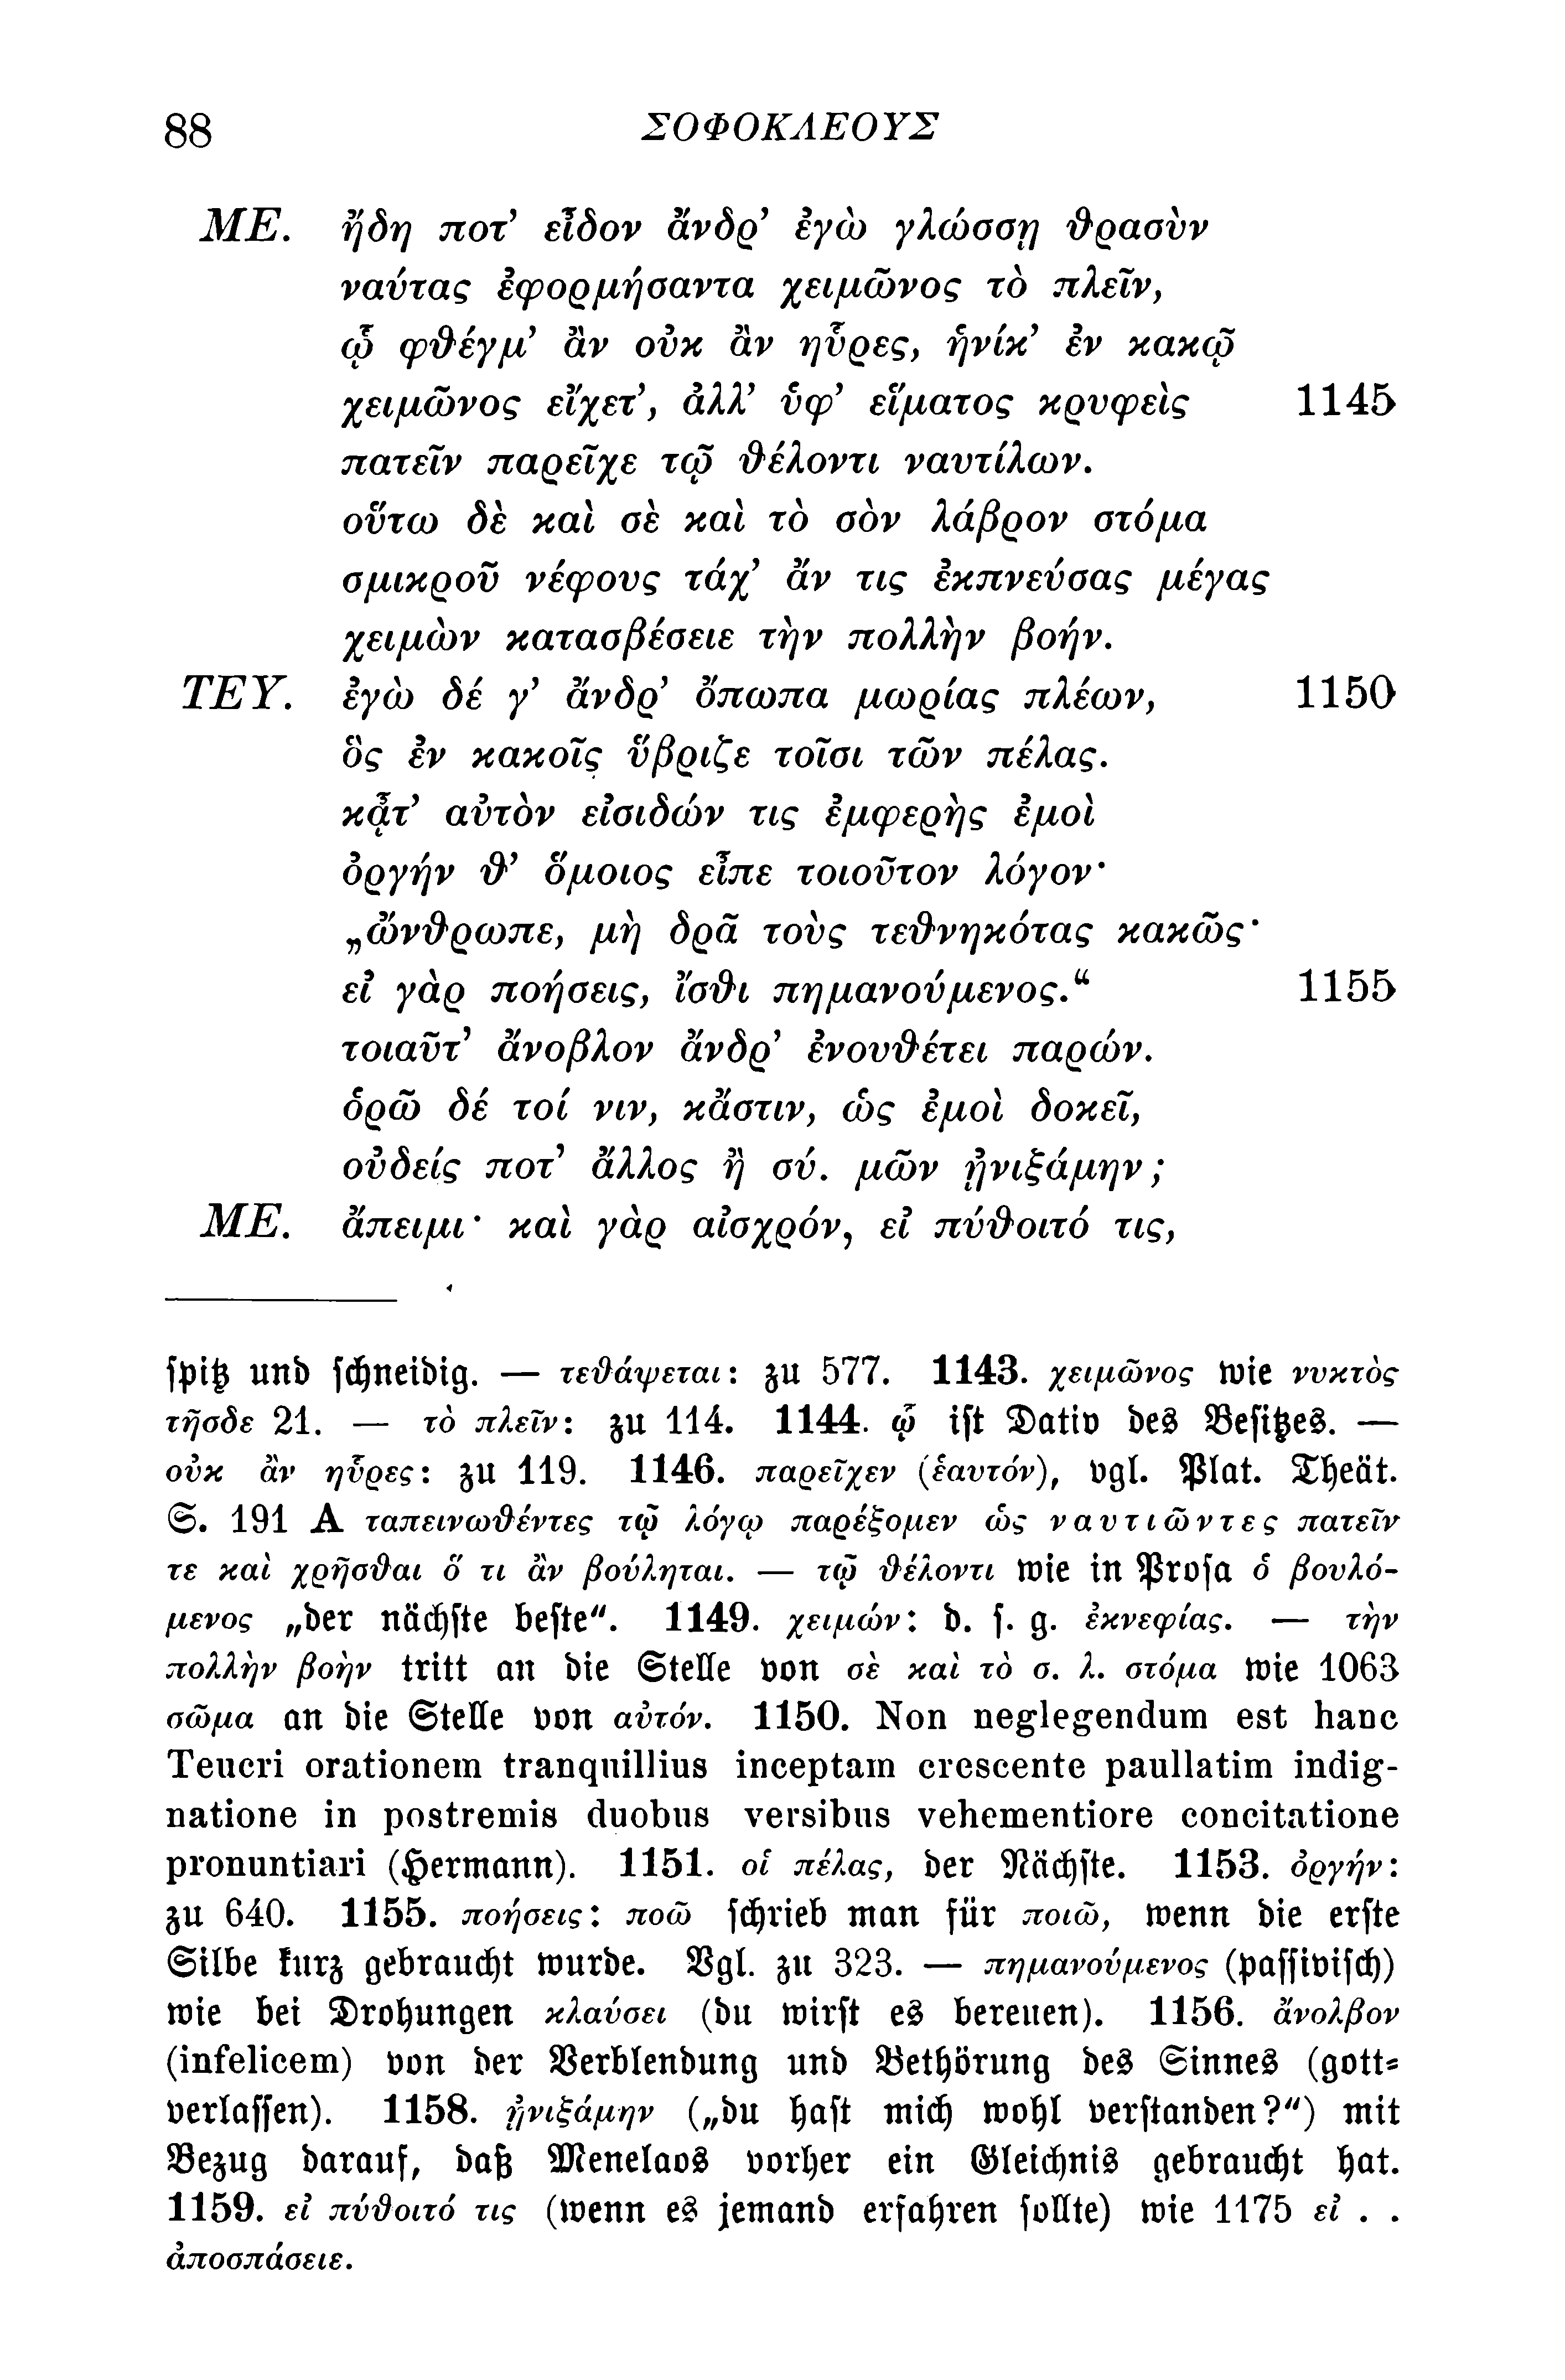 88 ΣΟΦΟΚΛΕΟΥΣ
ΜΕ. ἤδη ποτ’ εἶδον ἄνδρ’ ἐγὼ γλώσσῃ ϑρασὺν
ναύτας ἐφορμήσαντα χειμῶνος τὸ πλεῖν,
ᾧ φϑέγμ’ ἂν οὐκ ἂν ηὗρες, ἡνίκ’ ἐν κακῷ
χειμῶνος εἴχετ’, ἀλλ’ ὑφ’ εἵματος κρυφεὶς 1145
πατεῖν παρεῖχε τῷ ϑέλοντι ναυτίλων.
οὕτω δὲ καὶ σὲ καὶ τὸ σὸν λάβρον στόμα
σμικροῦ νέφους τάχ’ ἄν τις ἐκπνεύσας μέγας
χειμὼν κατασβέσειε τὴν πολλὴν βοήν.
ΤΕΥ. ἐγὼ δέ γ’ ἄνδρ’ ὄπωπα μωρίας πλέων, 1150
ὃς ἐν κακοῖς ὕβριζε τοῖσι τῶν πέλας.
κᾆτ’ αὐτὸν εἰσιδών τις ἐμφερὴς ἐμοὶ
ὀργήν ϑ’ ὅμοιος εἶπε τοιοῦτον λόγον·
„ὤνϑρωπε, μὴ δρᾶ τοὺς τεϑνηκότας κακῶς·
εἰ γὰρ ποήσεις, ἴσϑι πημανούμενος.“ 1155
τοιαῦτ’ ἄνοβλον ἄνδρ’ ἐνουϑέτει παρών.
ὁρῶ δέ τοί νιν, κἄστιν, ὡς ἐμοὶ δοκεῖ,
οὐδείς ποτ’ ἄλλος ἢ σύ. μῶν ᾐνιξάμην;
ΜΕ. ἄπειμι· καὶ γὰρ αἰσχρόν, εἰ πύϑοιτό τις,
ſpitz und ſchneidig. — τεϑάψεται: zu 577. 1143. χειμῶνος wie νυκτὸς
τῆσδε 21. — τὸ πλεῖν: zu 114. 1144. ᾧ iſt Dativ des Beſitzes. —
οὐκ ἂν ηὗρες: zu 119. 1146. παρεῖχεν (ἑαυτόν), vgl. Plat. Theät.
S. 191 A ταπεινωϑέντες τῷ λόγῳ παρέξομεν ὡς ναυτιῶντες πατεῖν
τε καὶ χρῆσϑαι ὅ τι ἂν βούληται. — τῷ ϑέλοντι wie in Proſa ὁ βουλό-
μενος „der nächſte beſte“. 1149. χειμών: d. ſ. g. ἐκνεφίας. — τὴν
πολλὴν βοὴν tritt an die Stelle von σὲ καὶ τὸ σ. λ. στόμα wie 1063
σῶμα an die Stelle von αὐτόν. 1150. Non neglegendum est hanc
Teucri orationem tranquillius inceptam crescente paullatim indig-
natione in postremis duobus versibus vehementiore concitatione
pronuntiari (Hermann). 1151. οἱ πέλας, der Nächſte. 1153. ὀργήν:
zu 640. 1155. ποήσεις: ποῶ ſchrieb man für ποιῶ, wenn die erſte
Silbe kurz gebraucht wurde. Vgl. zu 323. — πημανούμενος (paſſiviſch)
wie bei Drohungen κλαύσει (du wirſt es bereuen). 1156. ἄνολβον
(infelicem) von der Verblendung und Bethörung des Sinnes (gott-
verlaſſen). 1158. ᾐνιξάμην („du haſt mich wohl verſtanden?“) mit
Bezug darauf, daß Menelaos vorher ein Gleichnis gebraucht hat.
1159. εἰ πύϑοιτό τις (wenn es jemand erfahren ſollte) wie 1175 εἰ . .
ἀποσπάσειε.